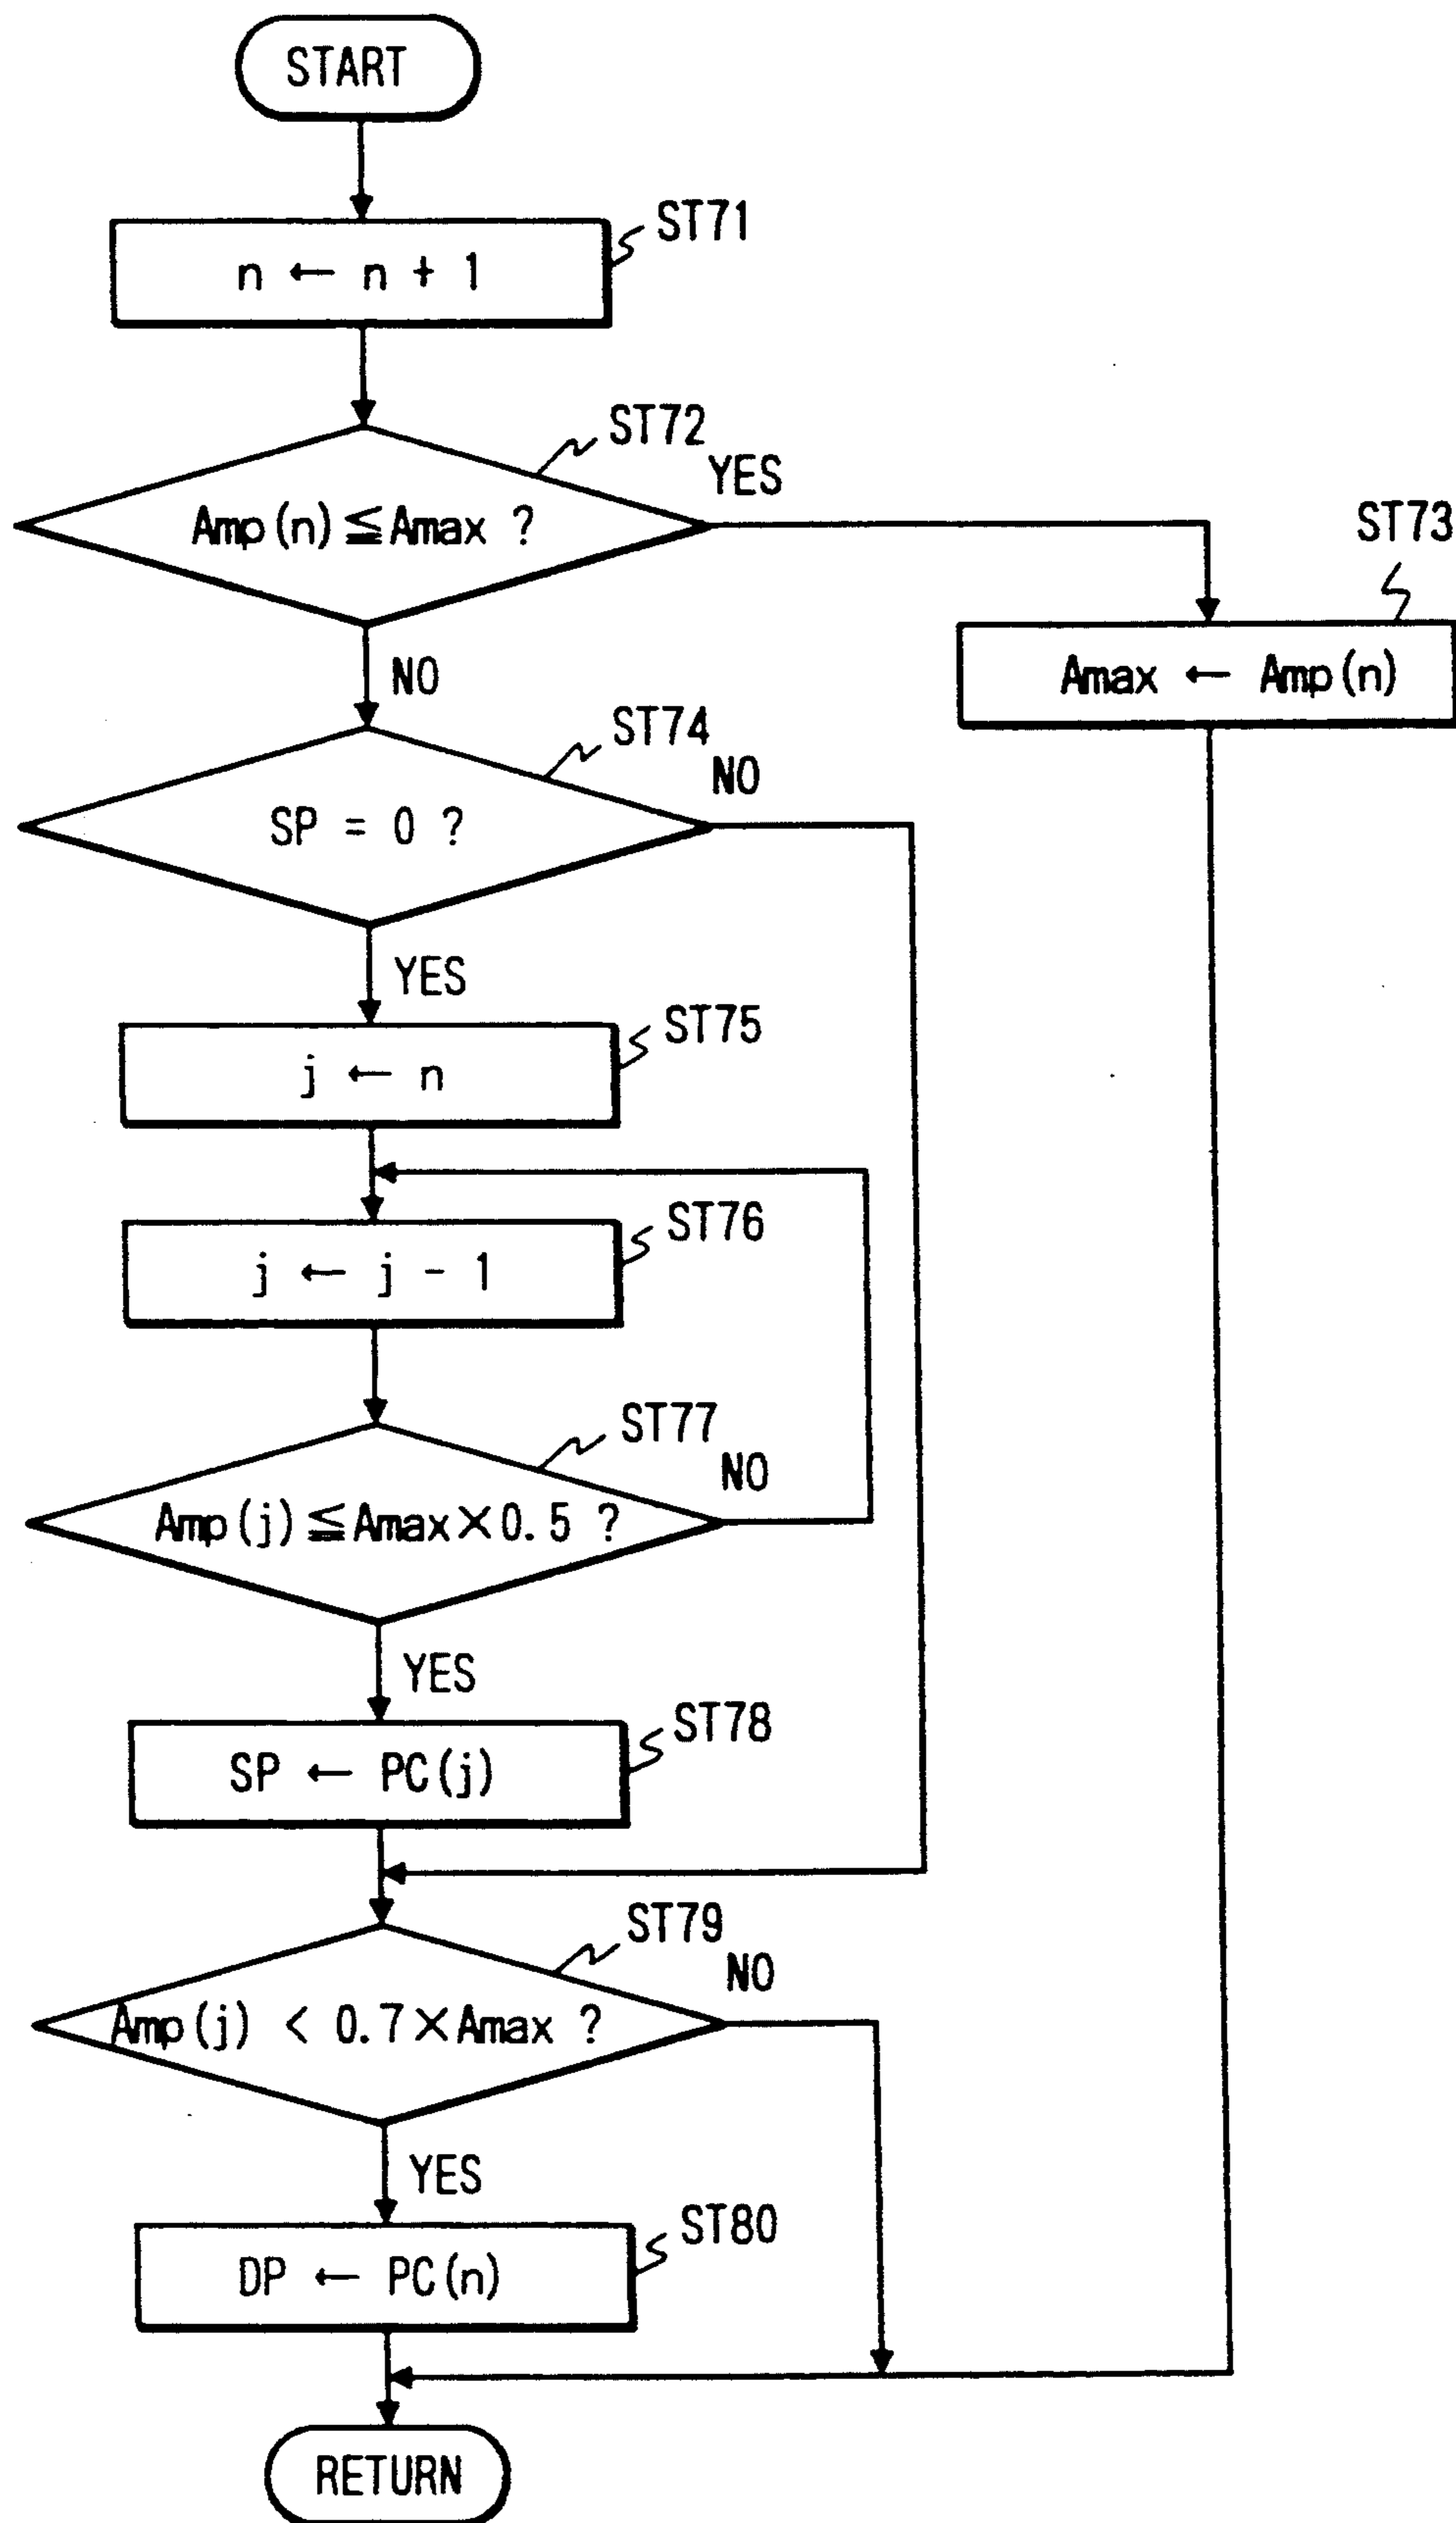 START
ST71
n ← n + 1
ST72
YES
Amp(n)≦Amax ?
ST73
Amax ← Amp(n)
NO
ST74
NO
SP = 0 ?
YES
ST75
j ← n
ST76
j ← j - 1
ST77
NO
Amp(j)≦Amax×0.5 ?
YES
ST78
SP ← PC(j)
ST79
NO
Amp(j) < 0.7×Amax ?
YES
ST80
DP ← PC(n)
RETURN